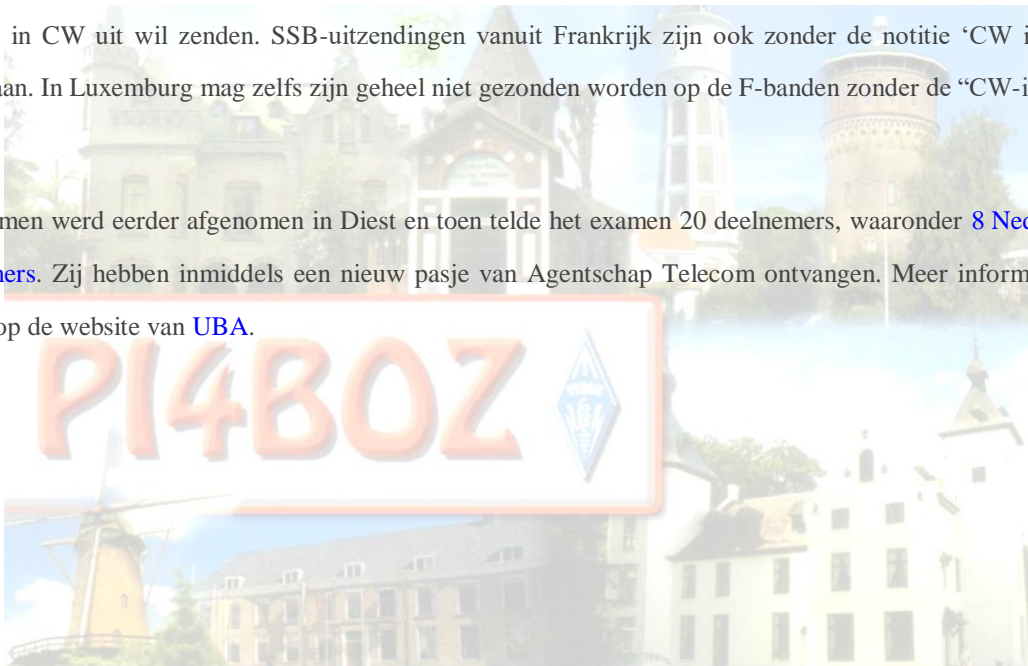 in CW uit wil zenden. SSB-uitzendingen vanuit Frankrijk zijn ook zonder de notitie ‘CW i
aan. In Luxemburg mag zelfs zijn geheel niet gezonden worden op de F-banden zonder de “CW-i
men werd eerder afgenomen in Diest en toen telde het examen 20 deelnemers, waaronder 8 Ned
ners. Zij hebben inmiddels een nieuw pasje van Agentschap Telecom ontvangen. Meer inform
op de website van UBA.
PI4BOZ